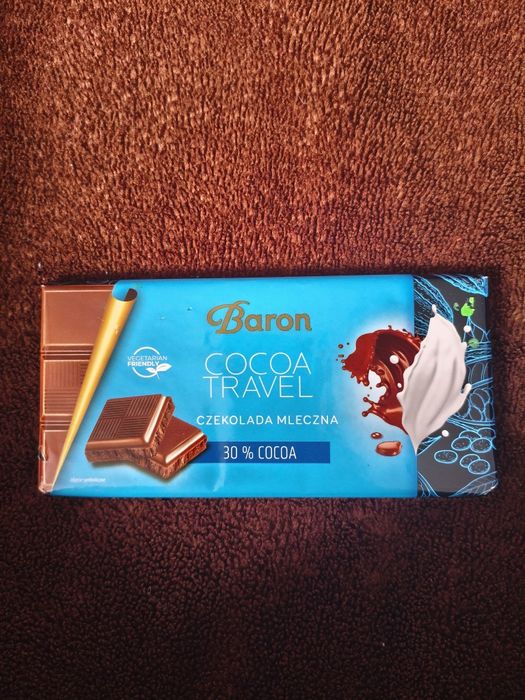 Baron
VEGETARIAN
FRIENDLY
COCOA
TRAVEL
CZEKOLADA MLECZNA
30 % COCOA